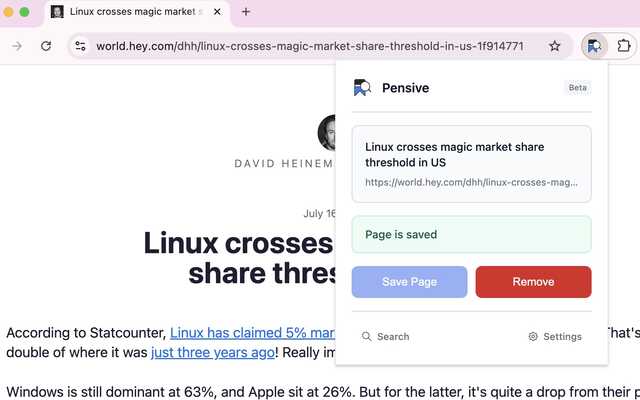 Linux crosses magic market s
world.hey.com/dhh/linux-crosses-magic-market-share-threshold-in-us-1f914771
Pensive
Beta
Linux crosses magic market share
threshold in US
https://world.hey.com/dhh/linux-crosses-mag...
Page is saved
Save Page
Remove
Search
Settings
DAVID HEINEM
July 16
Linux crosses
share thres
According to Statcounter, Linux has claimed 5% mar
That's
double of where it was just three years ago! Really im
Windows is still dominant at 63%, and Apple sit at 26%. But for the latter, it's quite a drop from their p